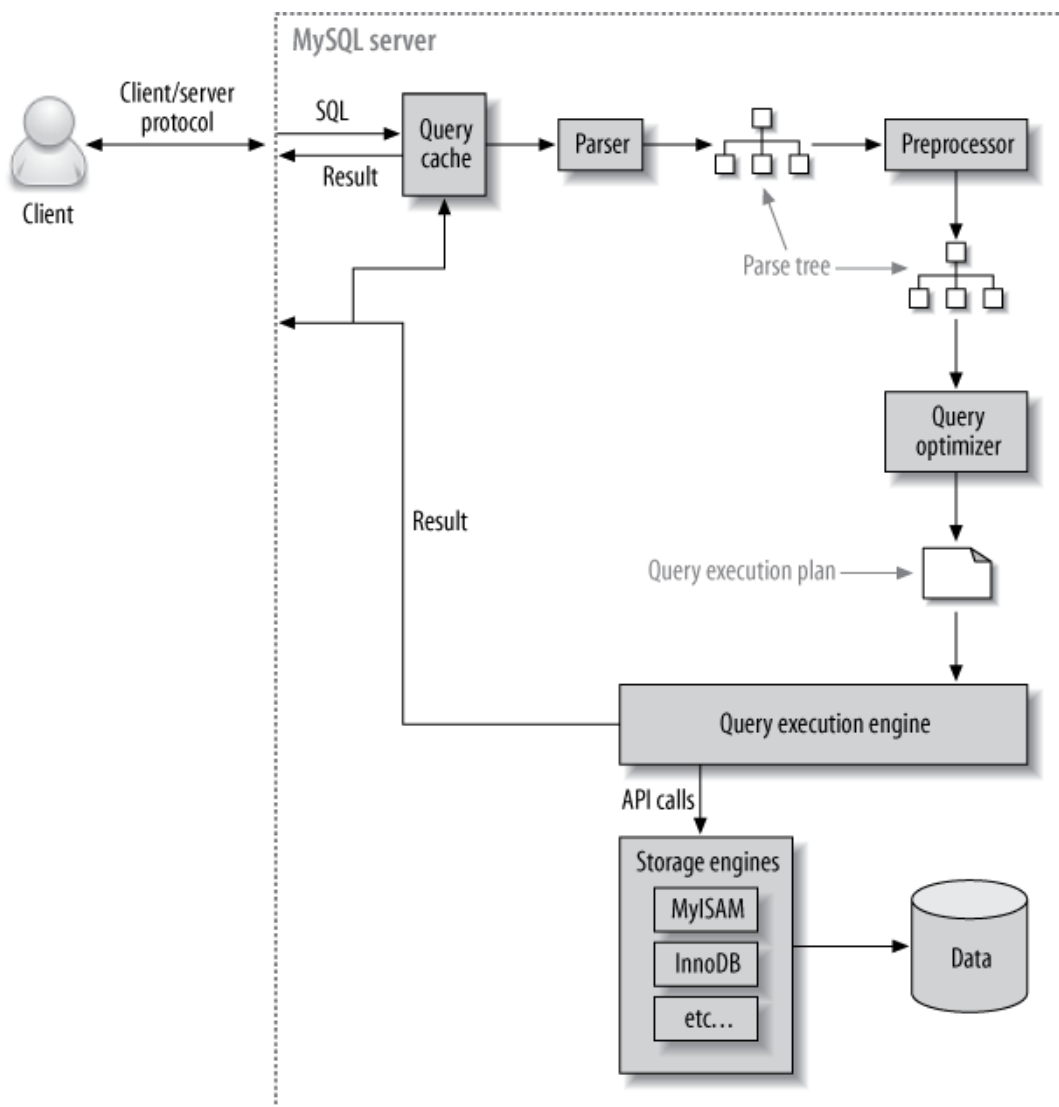 MySQL server
Client/server
protocol
SQL
Result
Query
cache
Parser
Preprocessor
Client
Parse tree
Query
optimizer
Result
Query execution plan
Query execution engine
API calls
Storage engines
MyISAM
InnoDB
etc...
Data